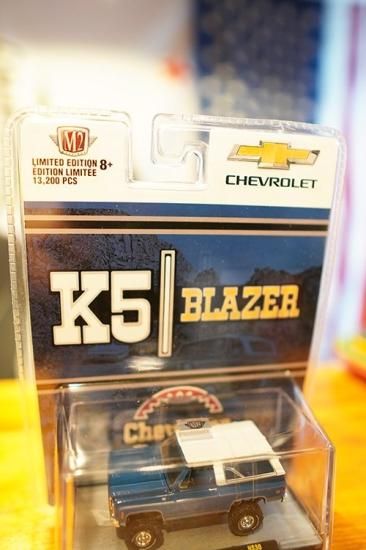 M2
LIMITED EDITION 8+
EDITION LIMITEE
13,200 PCS
CHEVROLET
K5 BLAZER